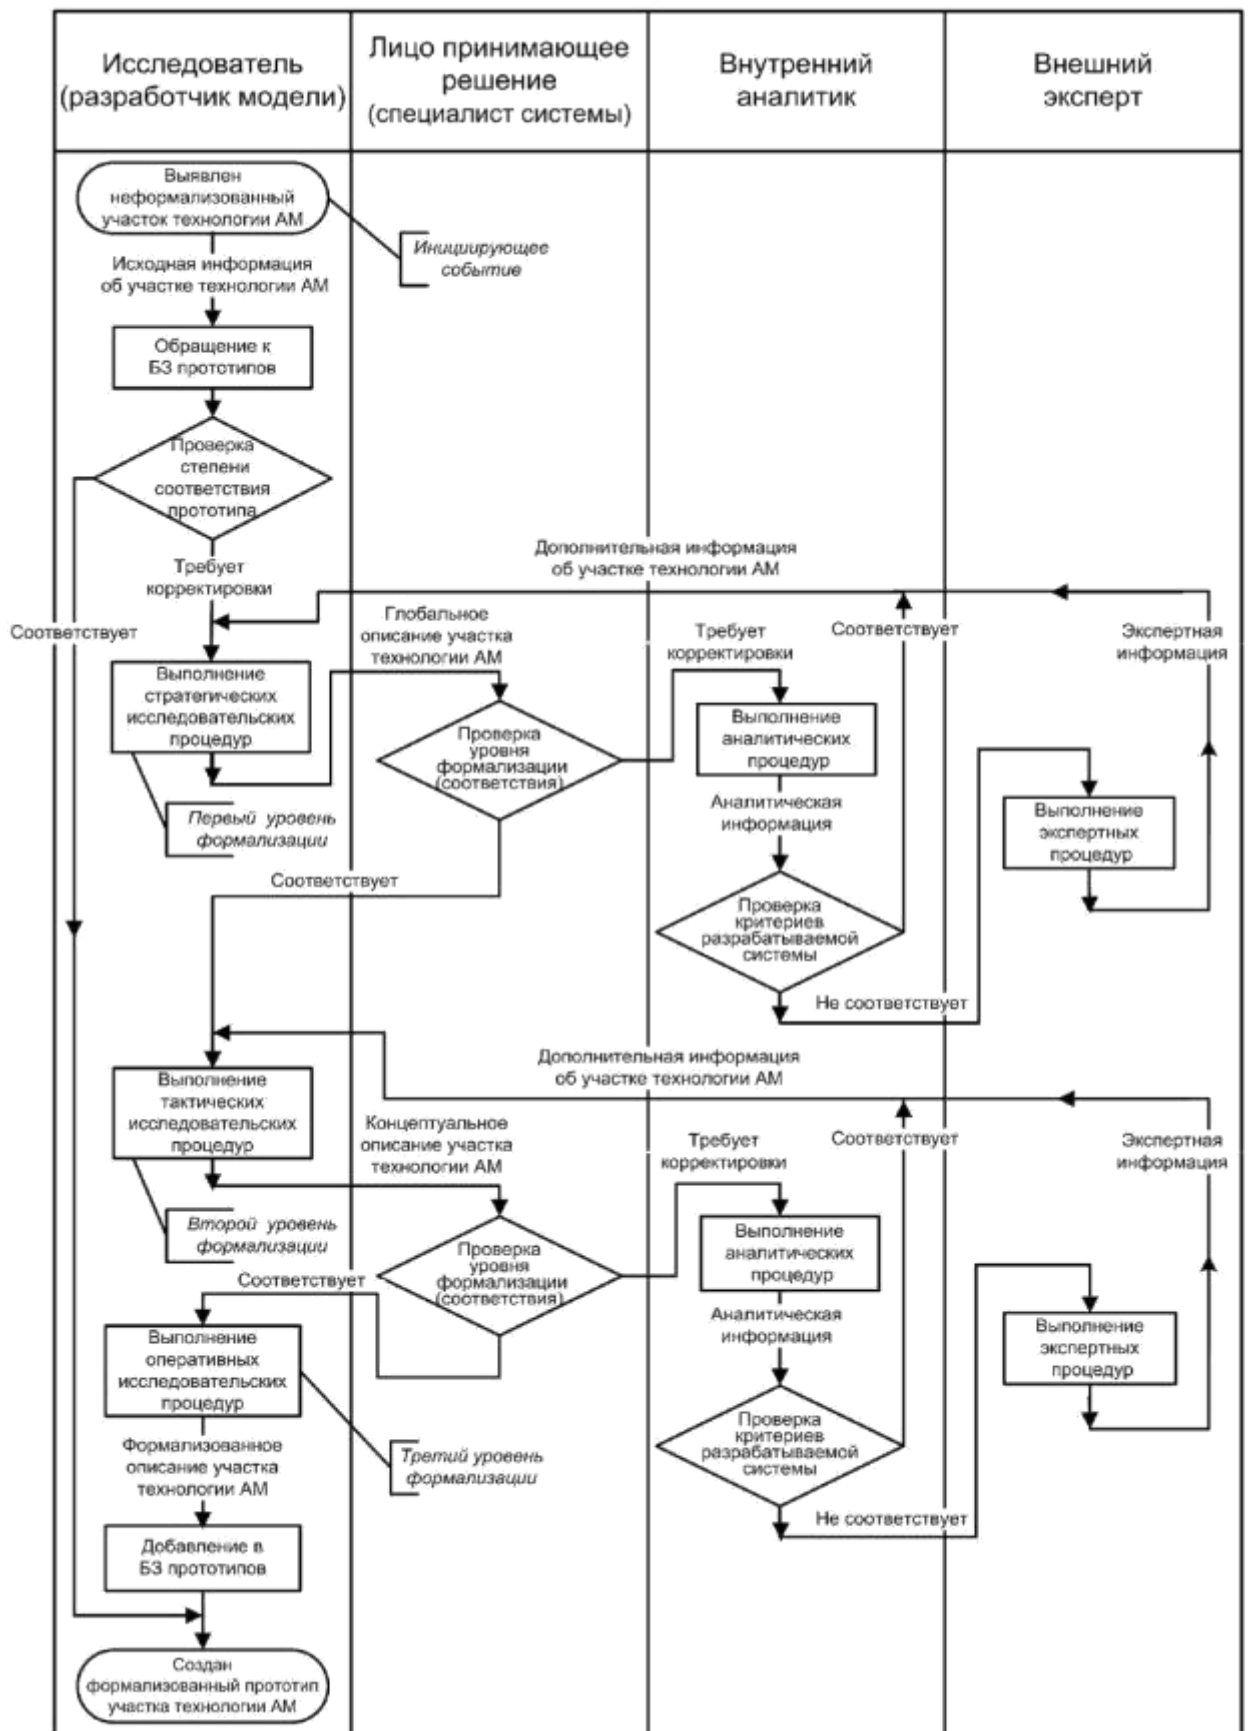 Исследователь
(разработчик модели)
Лицо принимающее
решение
(специалист системы)
Внутренний
аналитик
Внешний
эксперт
Выявлен
неформализованный
участок технологии АМ
Инициирующее
событие
Исходная информация
об участке технологии АМ
Обращение к
БЗ прототипов
Проверка
степени
соответствия
прототипа
Требует
корректировки
Соответствует
Дополнительная информация
об участке технологии АМ
Глобальное
описание участка
технологии АМ
Требует
корректировки
Соответствует
Экспертная
информация
Выполнение
стратегических
исследовательских
процедур
Первый уровень
формализации
Проверка
уровня
формализации
(соответствия)
Выполнение
аналитических
процедур
Аналитическая
информация
Выполнение
экспертных
процедур
Соответствует
Проверка
критериев
разрабатываемой
системы
Не соответствует
Дополнительная информация
об участке технологии АМ
Выполнение
тактических
исследовательских
процедур
Концептуальное
описание участка
технологии АМ
Требует
корректировки
Соответствует
Экспертная
информация
Второй уровень
формализации
Проверка
уровня
формализации
(соответствия)
Выполнение
аналитических
процедур
Соответствует
Аналитическая
информация
Выполнение
экспертных
процедур
Выполнение
оперативных
исследовательских
процедур
Третий уровень
формализации
Проверка
критериев
разрабатываемой
системы
Не соответствует
Формализованное
описание участка
технологии АМ
Добавление в
БЗ прототипов
Создан
формализованный прототип
участка технологии АМ